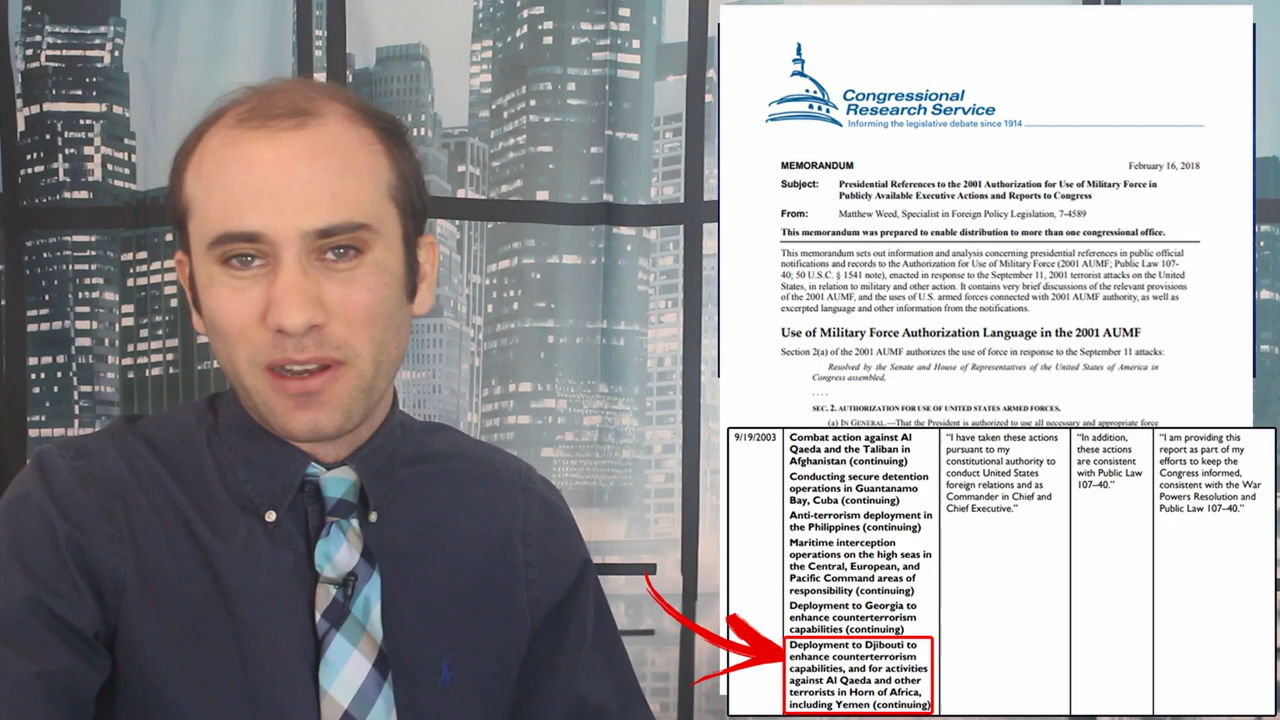 Congressional
Research Service
Informing the legislative debate since 1914
MEMORANDUM
February 16, 2018
Subject:
Presidential References to the 2001 Authorization for Use of Military Force in
Publicly Available Executive Actions and Reports to Congress
From:
Matthew Weed, Specialist in Foreign Policy Legislation, 7-4589
This memorandum was prepared to enable distribution to more than one congressional office.
This memorandum sets out information and analysis concerning presidential references in public official
notifications and records to the Authorization for Use of Military Force (2001 AUMF; Public Law 107-
40; 50 U.S.C. § 1541 note), enacted in response to the September 11, 2001 terrorist attacks on the United
States, in relation to military and other action. It contains very brief discussions of the relevant provisions
of the 2001 AUMF, and the uses of U.S. armed forces connected with 2001 AUMF authority, as well as
excerpted language and other information from the notifications.
Use of Military Force Authorization Language in the 2001 AUMF
Section 2(a) of the 2001 AUMF authorizes the use of force in response to the September 11 attacks:
Resolved by the Senate and House of Representatives of the United States of America in
Congress assembled,
. . . .
SEC. 2. AUTHORIZATION FOR USE OF UNITED STATES ARMED FORCES.
(a) IN GENERAL.—That the President is authorized to use all necessary and appropriate force
9/19/2003
Combat action against Al
Qaeda and the Taliban in
Afghanistan (continuing)
Conducting secure detention
operations in Guantanamo
Bay, Cuba (continuing)
Anti-terrorism deployment in
the Philippines (continuing)
Maritime interception
operations on the high seas in
the Central, European, and
Pacific Command areas of
responsibility (continuing)
Deployment to Georgia to
enhance counterterrorism
capabilities (continuing)
Deployment to Djibouti to
enhance counterterrorism
capabilities, and for activities
against Al Qaeda and other
terrorists in Horn of Africa,
including Yemen (continuing)
“I have taken these actions
pursuant to my
constitutional authority to
conduct United States
foreign relations and as
Commander in Chief and
Chief Executive.”
“In addition,
these actions
are consistent
with Public Law
107–40.”
“I am providing this
report as part of my
efforts to keep the
Congress informed,
consistent with the War
Powers Resolution and
Public Law 107–40.”